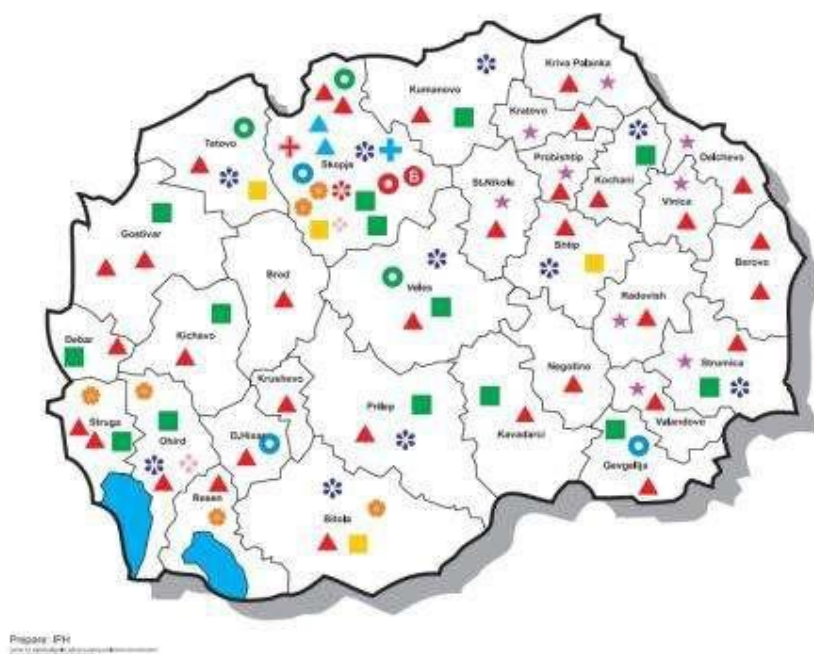 Kriva Palanka
Kumanovo
Kratovo
Tetovo
Skopje
Probishtip
Delchevo
St.Nikole
Kochani
Vinica
Gostivar
Shtip
Berovo
Brod
Veles
Radovish
Debar
Kichevo
Negotino
Strumica
Krushevo
Prilep
Struga
Ohrid
D.Hisar
Kavadarci
Valandovo
Gevgelija
Resen
Bitola
Prepare: IPH